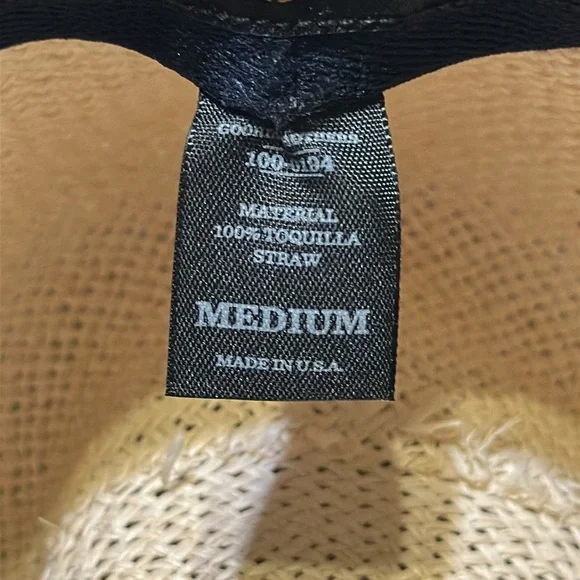 MATERIAL
100% TOQUILLA
STRAW
MEDIUM
MADE IN U.S.A.